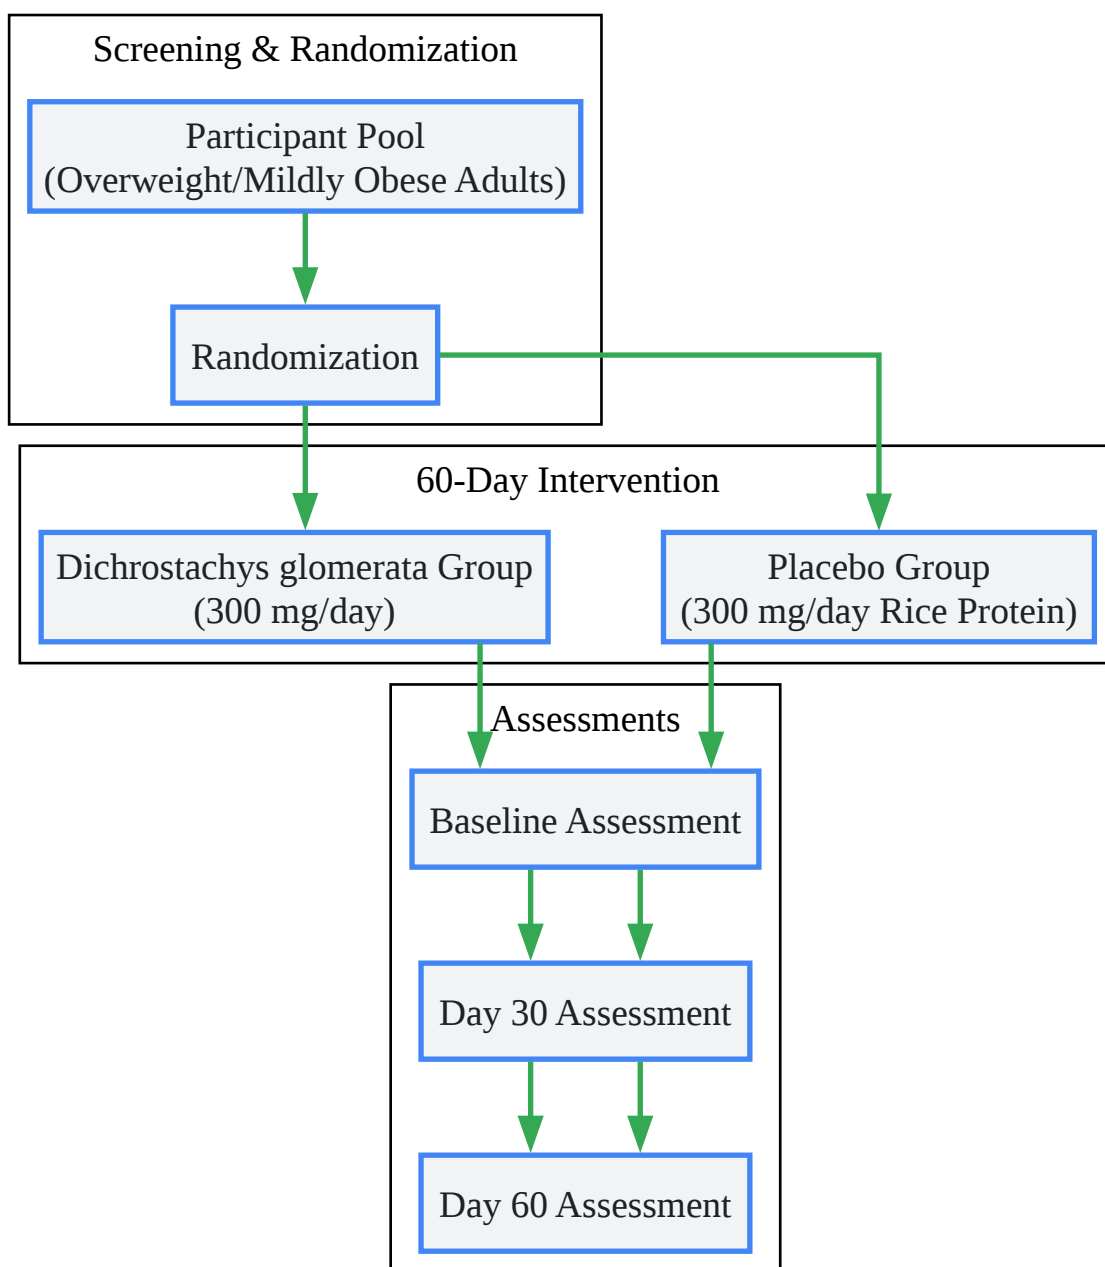 Screening & Randomization
Participant Pool
(Overweight/Mildly Obese Adults)
Randomization
60-Day Intervention
Dichrostachys glomerata Group
(300 mg/day)
Placebo Group
(300 mg/day Rice Protein)
Assessments
Baseline Assessment
Day 30 Assessment
Day 60 Assessment